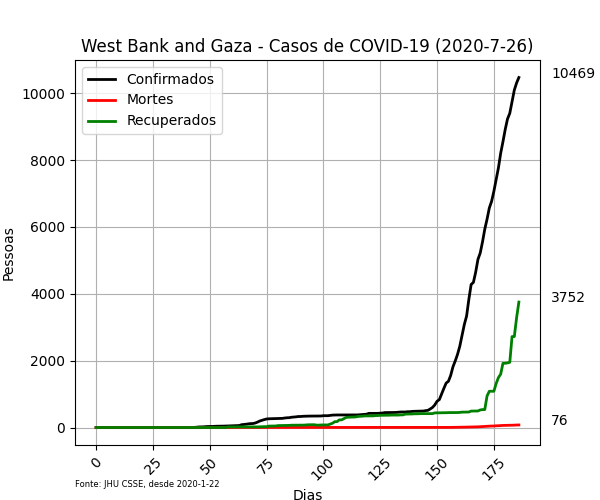 West Bank and Gaza - Casos de COVID-19 (2020-7-26)
Confirmados
Mortes
Recuperados
10469
3752
76
10000
8000
6000
4000
2000
0
Pessoas
0 25 50 75 100 125 150 175
Fonte: JHU CSSE, desde 2020-1-22
Dias